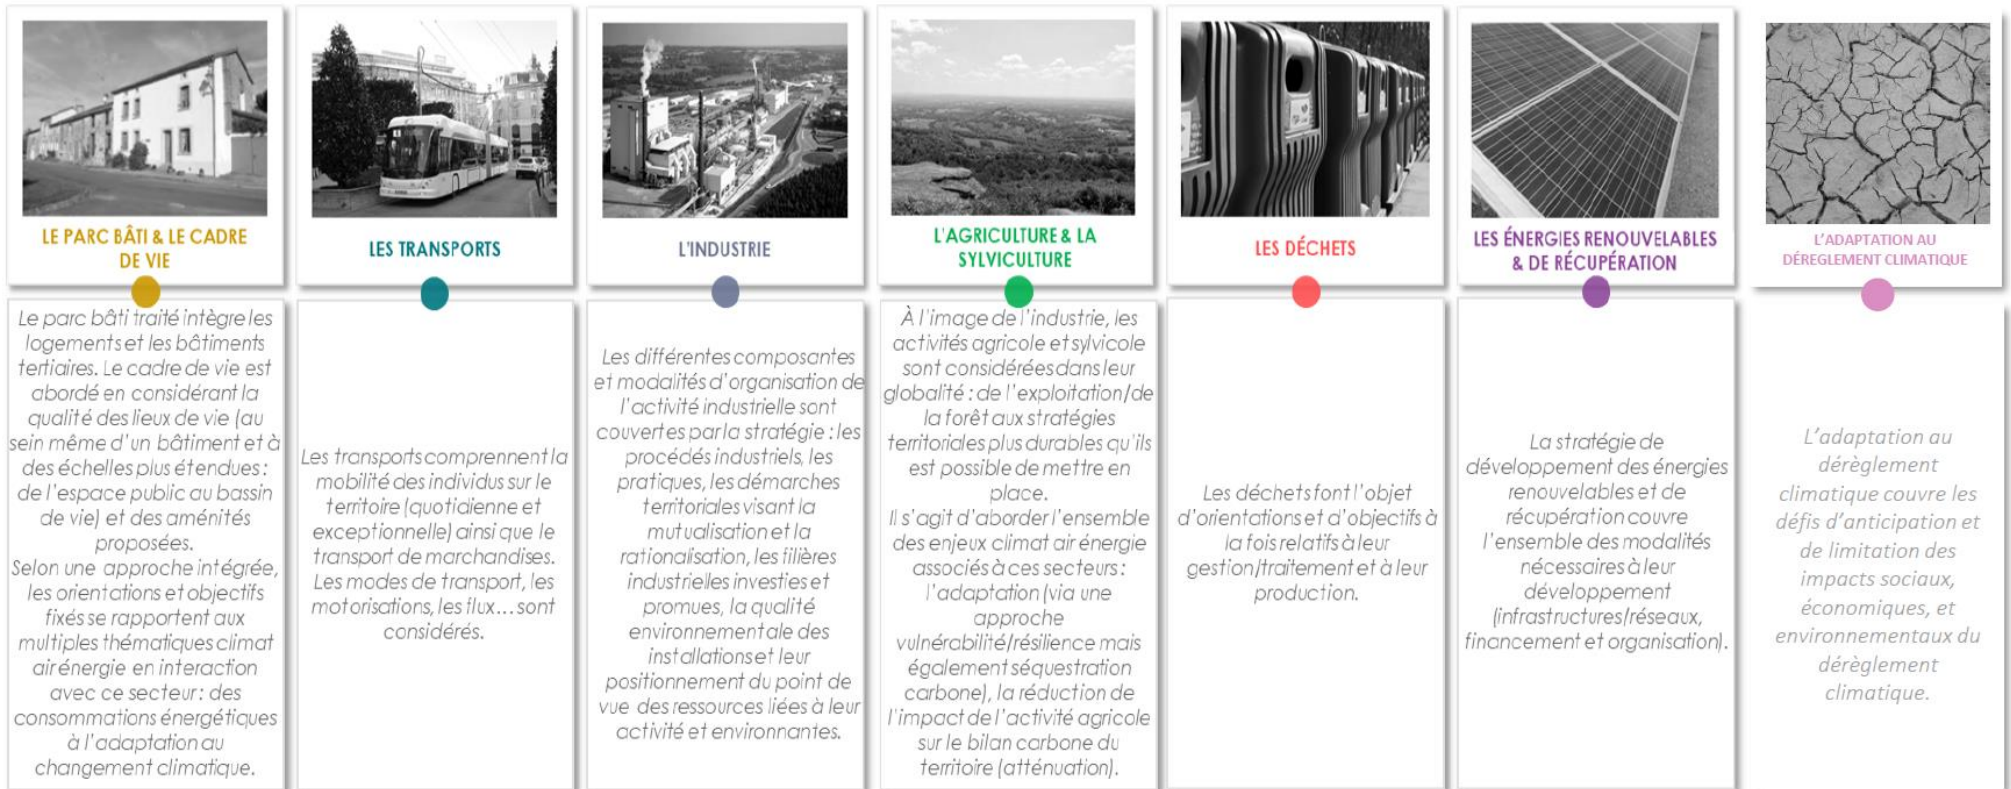 LE PARC BÂTI & LE CADRE
DE VIE
Le parc bâti traité intègre les
logements et les bâtiments
tertiaires. Le cadre de vie est
abordé en considérant la
qualité des lieux de vie (au
sein même d'un bâtiment et à
des échelles plus étendues :
de l'espace public au bassin
de vie) et des aménités
proposées.
Selon une approche intégrée,
les orientations et objectifs
fixés se rapportent aux
multiples thématiques climat
air énergie en interaction
avec ce secteur : des
consommations énergétiques
à l'adaptation au
changement climatique.
LES TRANSPORTS
Les transports comprennent la
mobilité des individus sur le
territoire (quotidienne et
exceptionnelle) ainsi que le
transport de marchandises.
Les modes de transport, les
motorisations, les flux... sont
considérés.
L'INDUSTRIE
Les différentes composantes
et modalités d'organisation de
l'activité industrielle sont
couvertes par la stratégie : les
procédés industriels, les
pratiques, les démarches
territoriales visant la
mutualisation et la
rationalisation, les filières
industrielles investies et
promues, la qualité
environnementale des
installations et leur
positionnement du point de
vue des ressources liées à leur
activité et environnantes.
L'AGRICULTURE & LA
SYLVICULTURE
À l'image de l'industrie, les
activités agricole et sylvicole
sont considérées dans leur
globalité : de l'exploitation/de
la forêt aux stratégies
territoriales plus durables qu'ils
est possible de mettre en
place.
Il s'agit d'aborder l'ensemble
des enjeux climat air énergie
associés à ces secteurs :
l'adaptation (via une
approche
vulnérabilité/résilience mais
également séquestration
carbone), la réduction de
l'impact de l'activité agricole
sur le bilan carbone du
territoire (atténuation).
LES DÉCHETS
Les déchets font l'objet
d'orientations et d'objectifs à
la fois relatifs à leur
gestion/traitement et à leur
production.
LES ÉNERGIES RENOUVELABLES
& DE RÉCUPÉRATION
La stratégie de
développement des énergies
renouvelables et de
récupération couvre
l'ensemble des modalités
nécessaires à leur
développement
(infrastructures/réseaux,
financement et organisation).
L'ADAPTATION AU
DÉREGLEMENT CLIMATIQUE
L'adaptation au
dérèglement
climatique couvre les
défis d'anticipation et
de limitation des
impacts sociaux,
économiques, et
environnementaux du
dérèglement
climatique.